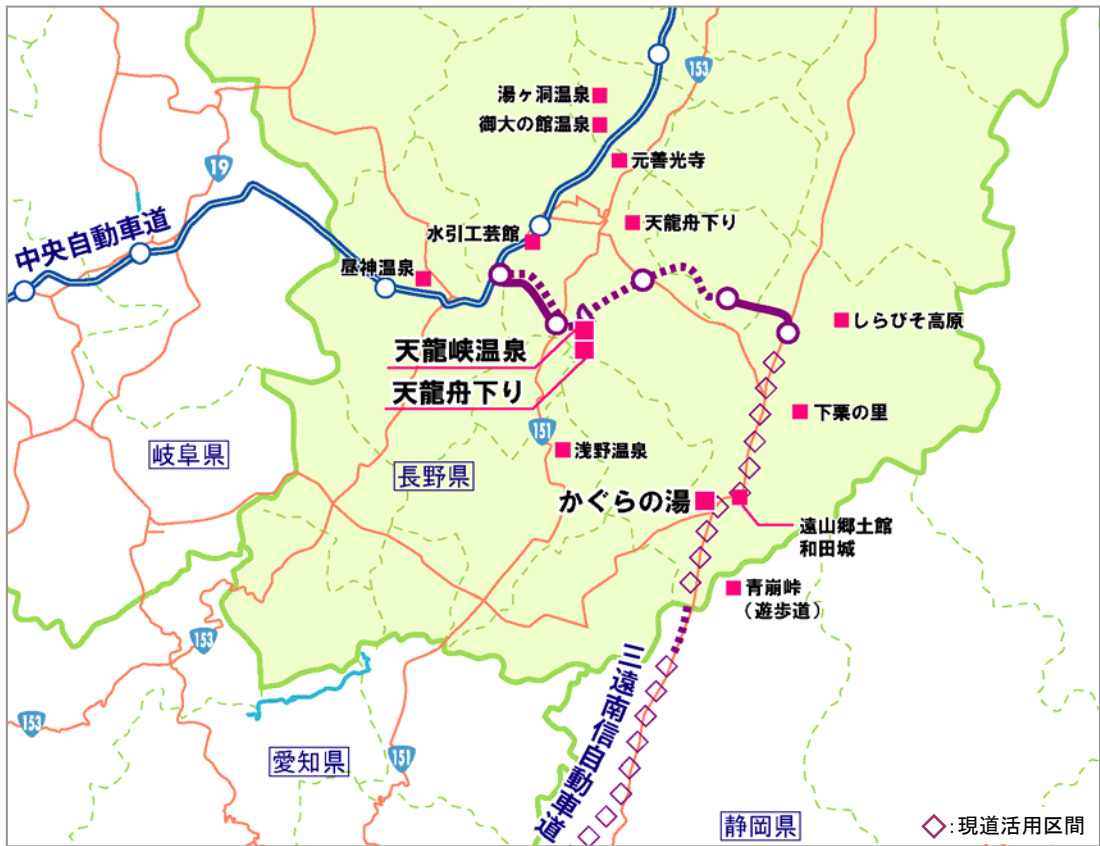 153
湯ヶ洞温泉
御大の館温泉
元善光寺
19
天龍舟下り
中央自動車道
水引工芸館
昼神温泉
しらびそ高原
天龍峡温泉
天龍舟下り
下栗の里
151
浅野温泉
岐阜県
長野県
かぐらの湯
遠山郷土館
和田城
青崩峠
（遊歩道）
153
三遠南信自動車道
153
151
愛知県
静岡県
◇:現道活用区間